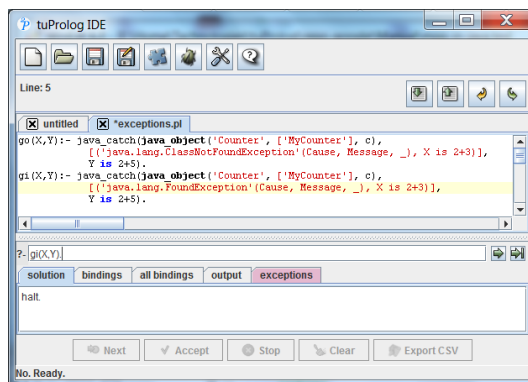 tuProlog IDE
Line: 5
untitled
*exceptions.pl
go(X,Y):- java_catch(java_object('Counter', ['MyCounter'], c),
[('java.lang.ClassNotFoundException'(Cause, Message, _), X is 2+3)],
Y is 2+5).
gi(X,Y):- java_catch(java_object('Counter', ['MyCounter'], c),
[('java.lang.FoundException'(Cause, Message, _), X is 2+3)],
Y is 2+5).
?- gi(X,Y).
solution bindings all bindings output exceptions
halt.
Next Accept Stop Clear Export CSV
No. Ready.